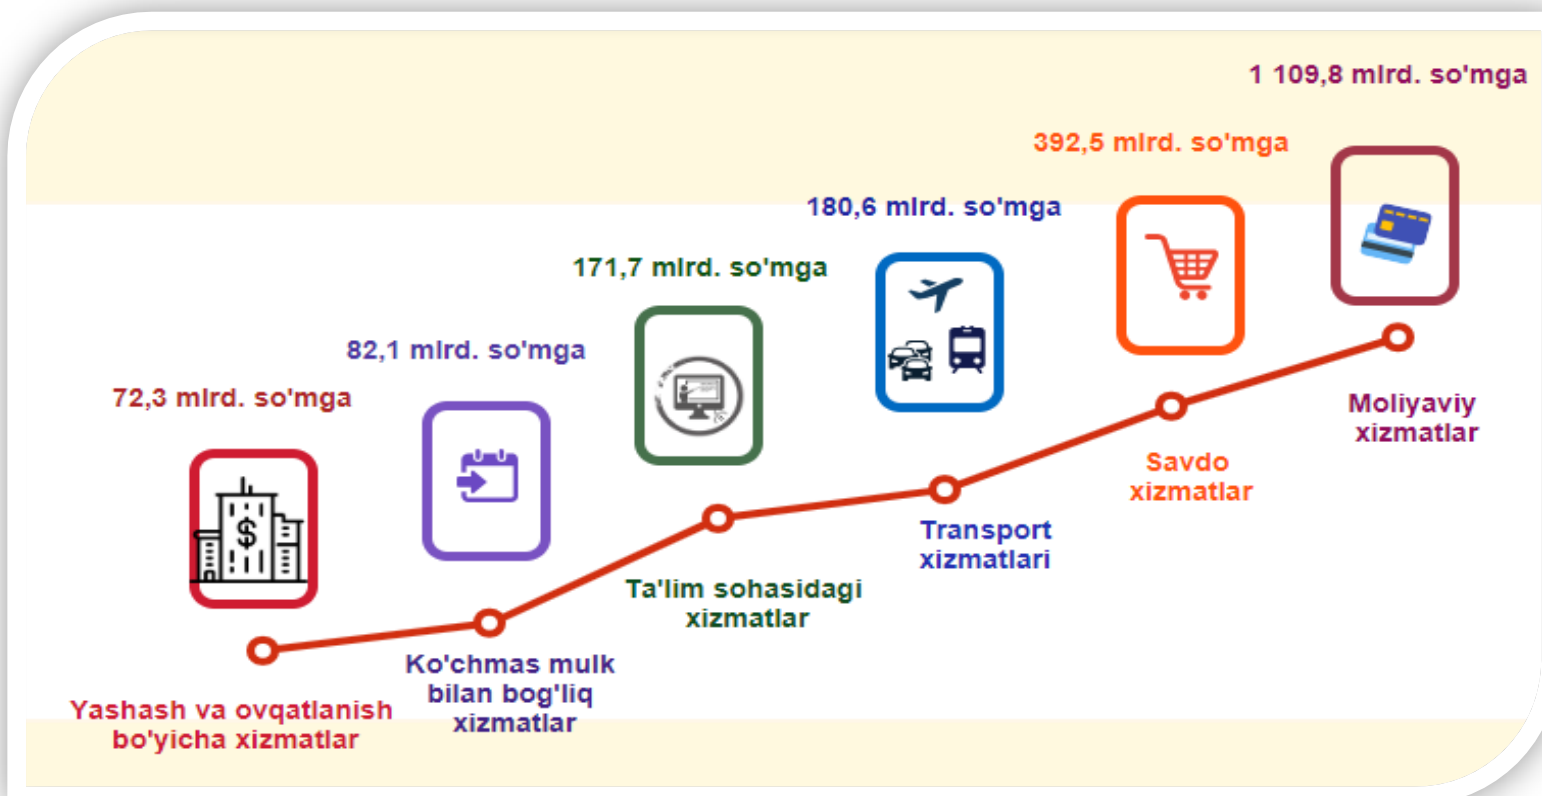 1 109,8 mlrd. so'mga
392,5 mlrd. so'mga
180,6 mlrd. so'mga
171,7 mlrd. so'mga
82,1 mlrd. so'mga
72,3 mlrd. so'mga
$
Moliyaviy
xizmatlar
Savdo
xizmatlar
Transport
xizmatlari
Ta'lim sohasidagi
xizmatlar
Ko'chmas mulk
bilan bog'liq
xizmatlar
Yashash va ovqatlanish
bo'yicha xizmatlar